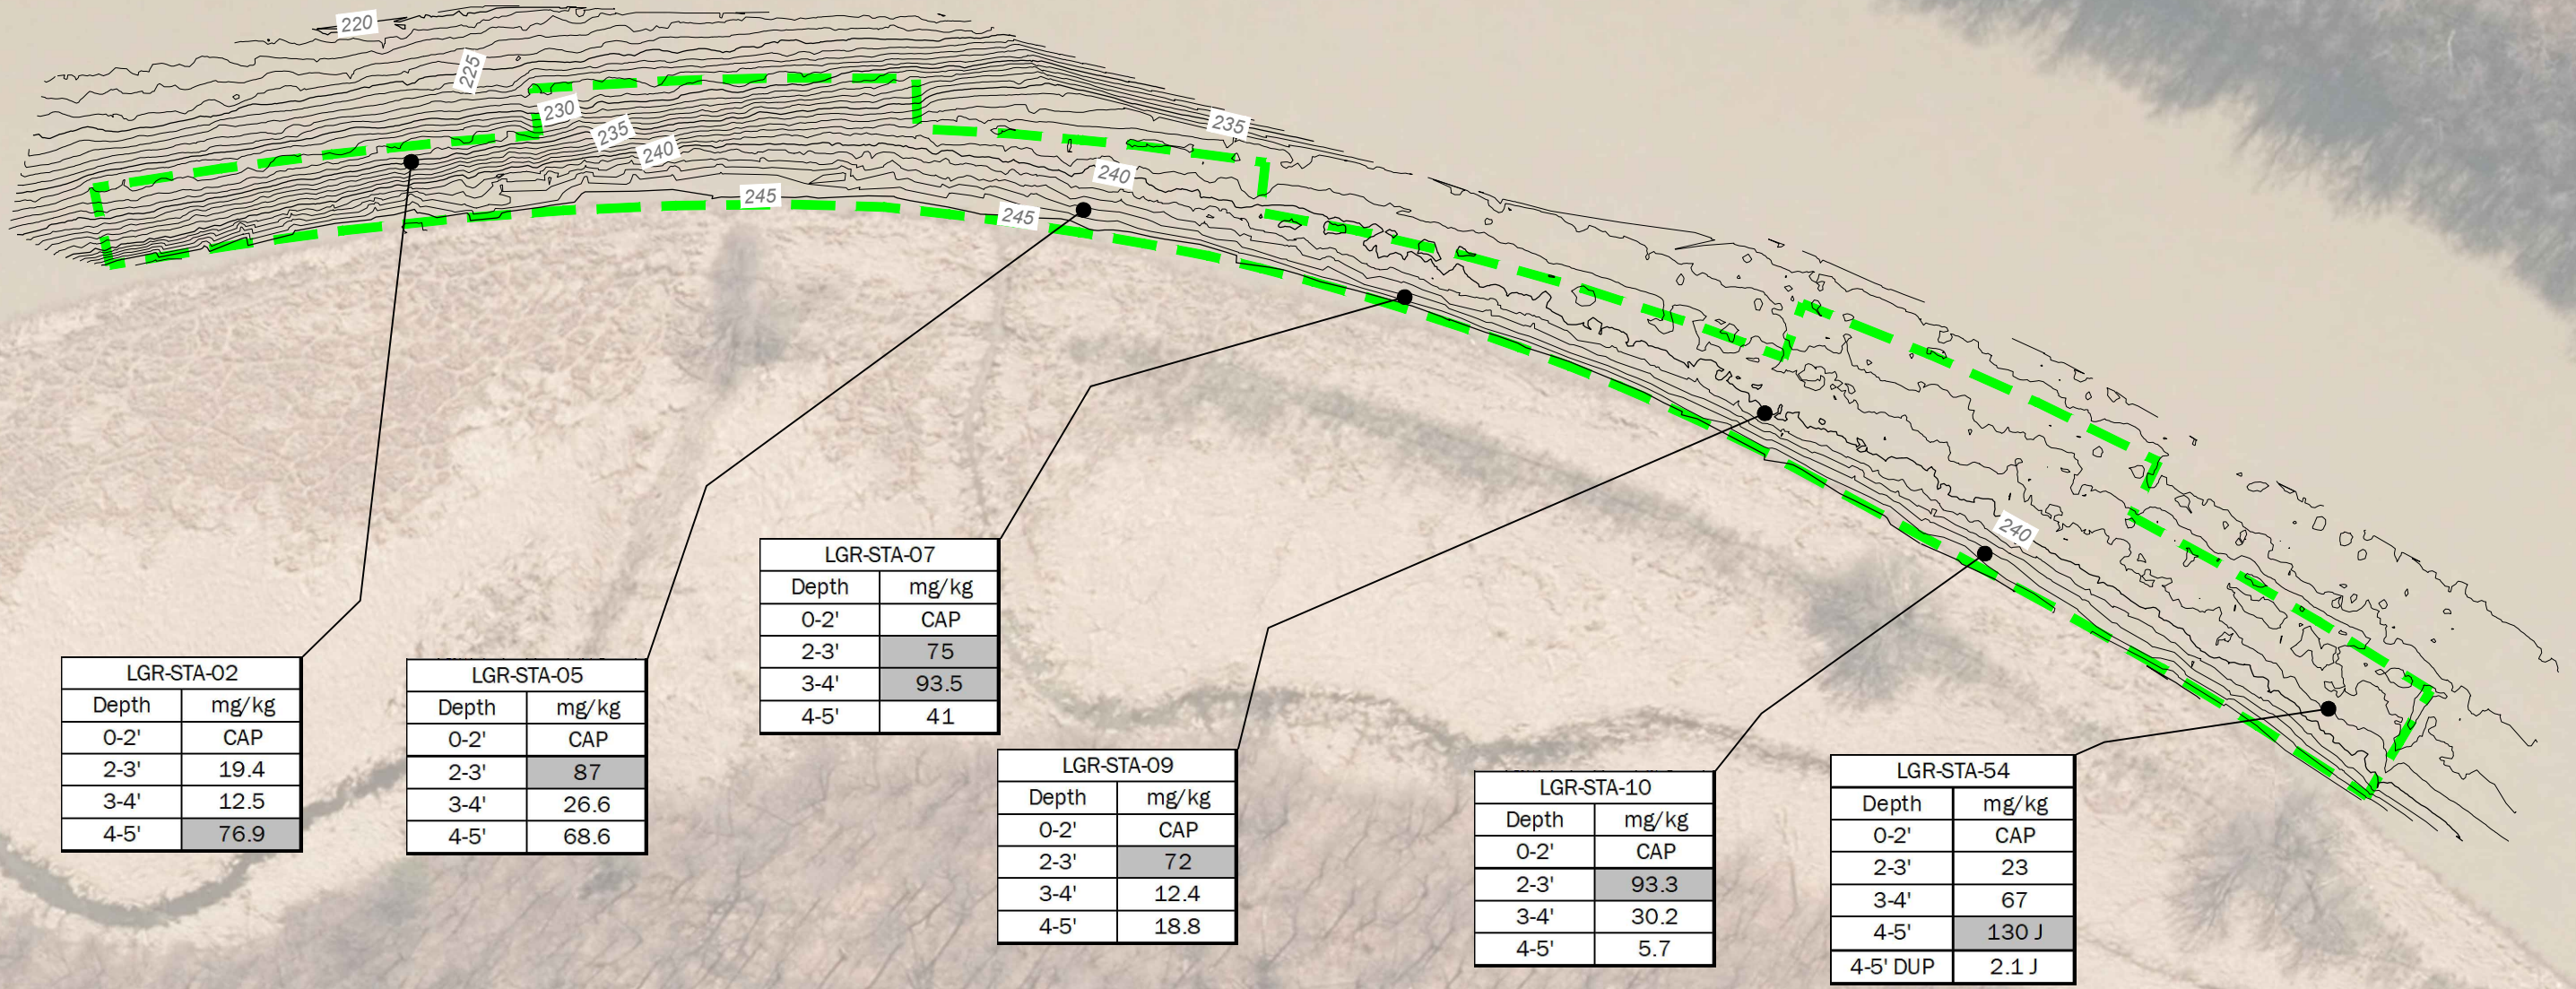 220
225
230
235
240
245
245
240
235
240
LGR-STA-02
Depth mg/kg
0-2' CAP
2-3' 19.4
3-4' 12.5
4-5' 76.9
LGR-STA-05
Depth mg/kg
0-2' CAP
2-3' 87
3-4' 26.6
4-5' 68.6
LGR-STA-07
Depth mg/kg
0-2' CAP
2-3' 75
3-4' 93.5
4-5' 41
LGR-STA-09
Depth mg/kg
0-2' CAP
2-3' 72
3-4' 12.4
4-5' 18.8
LGR-STA-10
Depth mg/kg
0-2' CAP
2-3' 93.3
3-4' 30.2
4-5' 5.7
LGR-STA-54
Depth mg/kg
0-2' CAP
2-3' 23
3-4' 67
4-5' 130 J
4-5' DUP 2.1 J